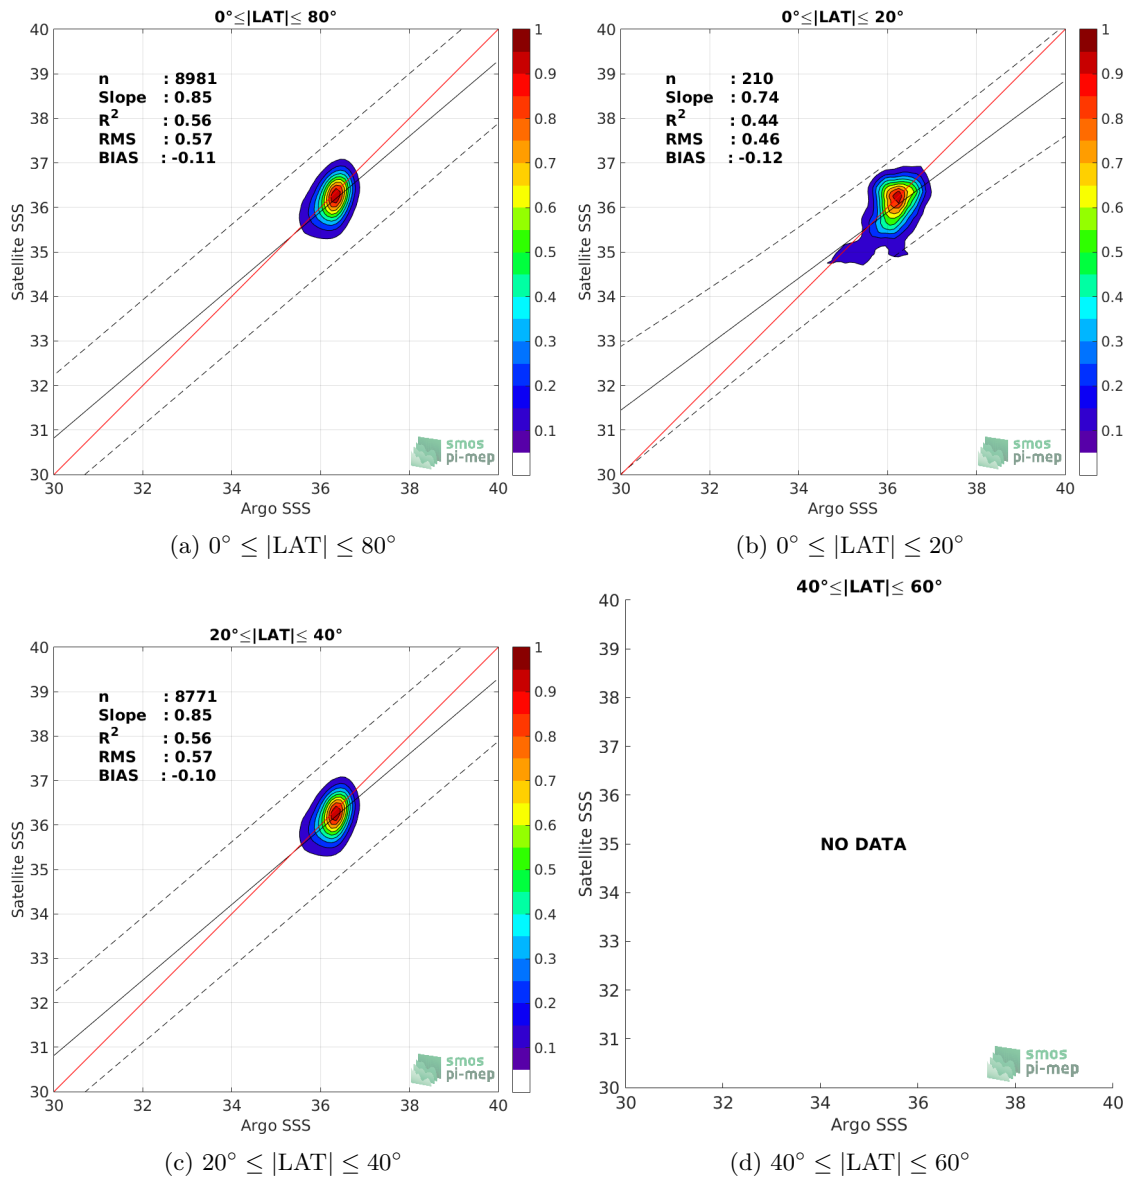 0°≤|LAT|≤ 80°
40
39
38
37
36
35
34
33
32
31
30
Satellite SSS
n : 8981
Slope : 0.85
R² : 0.56
RMS : 0.57
BIAS : -0.11
smos
pi-mep
30 32 34 36 38 40
Argo SSS
1
0.9
0.8
0.7
0.6
0.5
0.4
0.3
0.2
0.1
(a) 0° ≤ |LAT| ≤ 80°
0°≤|LAT|≤ 20°
40
39
38
37
36
35
34
33
32
31
30
Satellite SSS
n : 210
Slope : 0.74
R² : 0.44
RMS : 0.46
BIAS : -0.12
smos
pi-mep
30 32 34 36 38 40
Argo SSS
1
0.9
0.8
0.7
0.6
0.5
0.4
0.3
0.2
0.1
(b) 0° ≤ |LAT| ≤ 20°
20°≤|LAT|≤ 40°
40
39
38
37
36
35
34
33
32
31
30
Satellite SSS
n : 8771
Slope : 0.85
R² : 0.56
RMS : 0.57
BIAS : -0.10
smos
pi-mep
30 32 34 36 38 40
Argo SSS
1
0.9
0.8
0.7
0.6
0.5
0.4
0.3
0.2
0.1
(c) 20° ≤ |LAT| ≤ 40°
40°≤|LAT|≤ 60°
40
39
38
37
36
35
34
33
32
31
30
Satellite SSS
NO DATA
smos
pi-mep
30 32 34 36 38 40
Argo SSS
(d) 40° ≤ |LAT| ≤ 60°